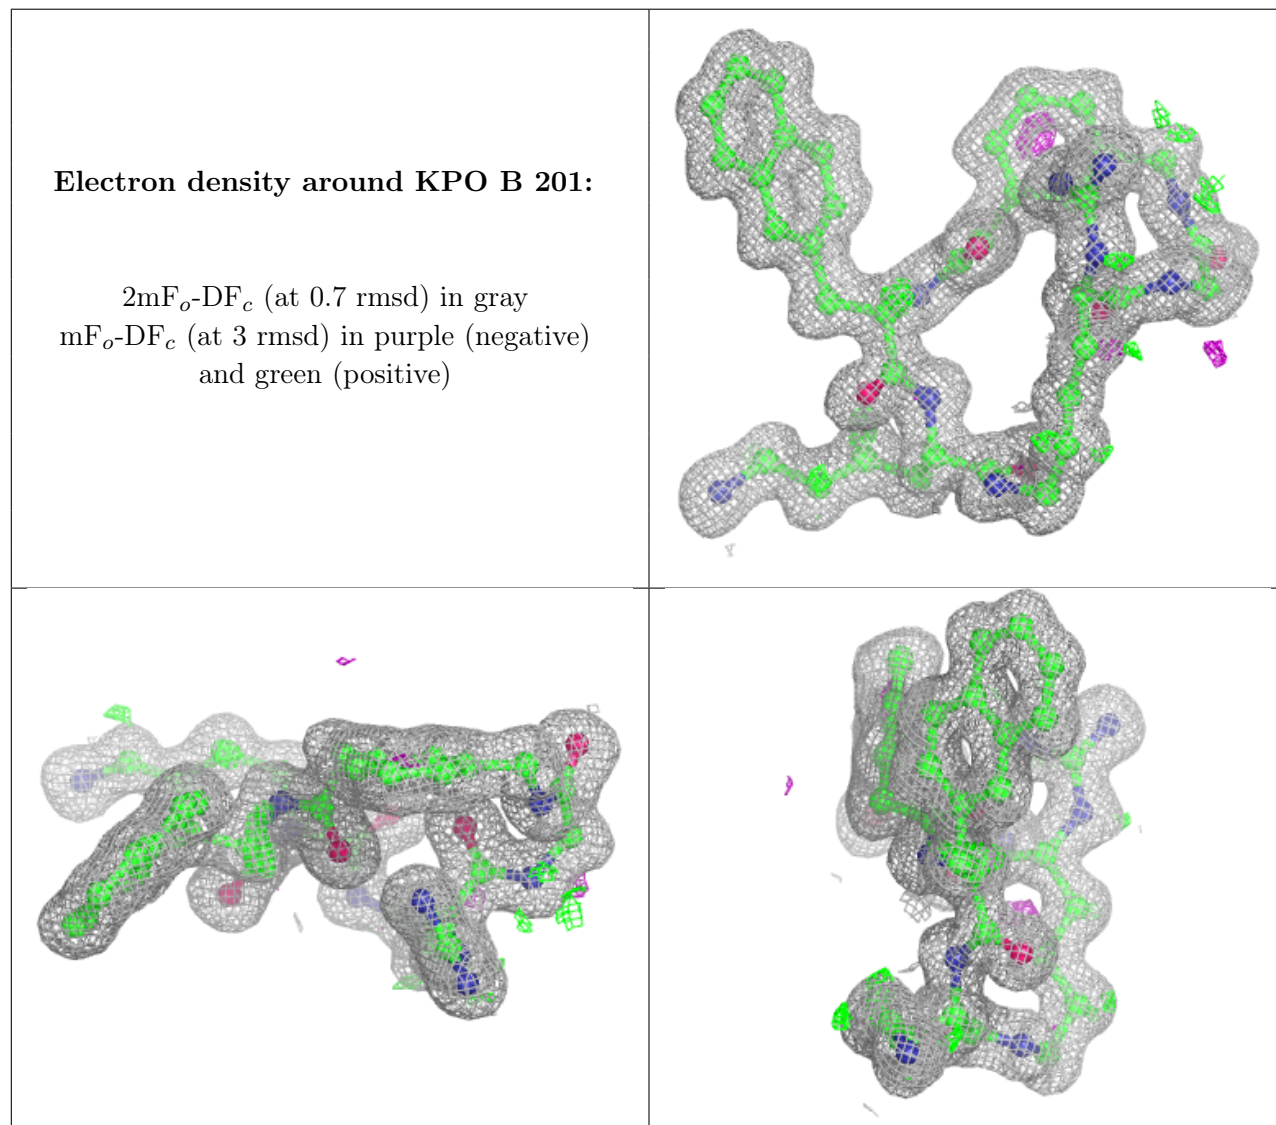 Electron density around KPO B 201:
2mFo-DFc (at 0.7 rmsd) in gray
mFo-DFc (at 3 rmsd) in purple (negative)
and green (positive)